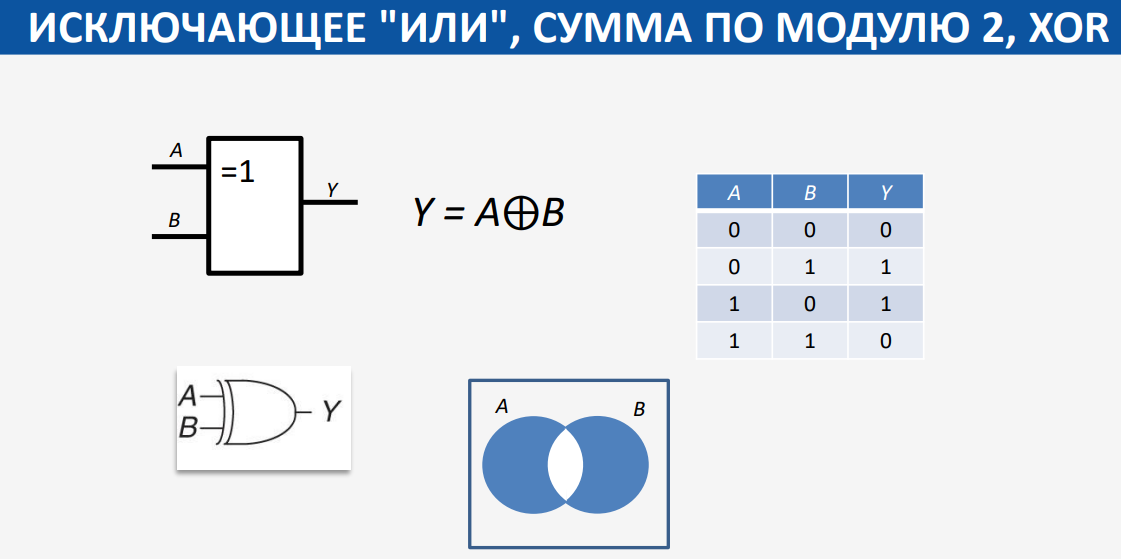 ИСКЛЮЧАЮЩЕЕ "ИЛИ", СУММА ПО МОДУЛЮ 2, XOR
A
=1
B
Y
Y = A⊕B
A B Y
0 0 0
0 1 1
1 0 1
1 1 0
A
B
Y
A B